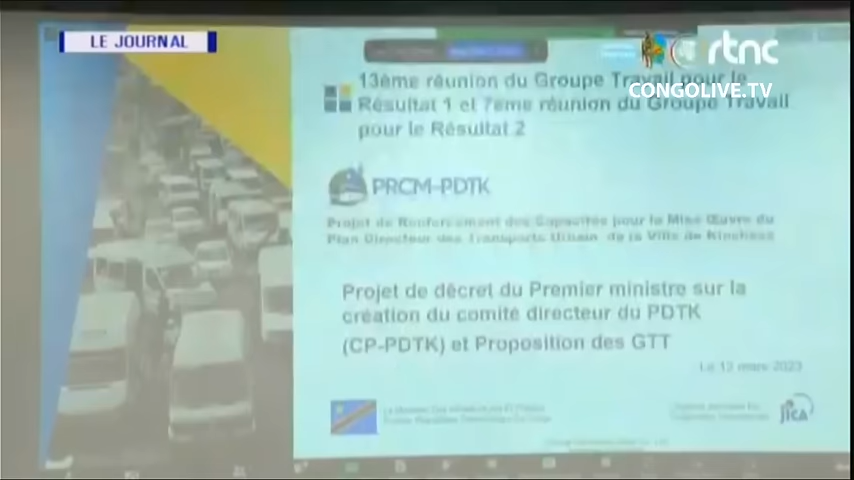 LE JOURNAL
rtnc
CONGOLIVE.TV
13ème réunion du Groupe Travail pour le
Résultat 1 et 7ème réunion du Groupe Travail
pour le Résultat 2
PRCM-PDTK
Projet de Renforcement des Capacités pour la Mise Œuvre du
Plan Directeur des Transports Urbain de la Ville de Kinshasa
Projet de décret du Premier ministre sur la
création du comité directeur du PDTK
(CP-PDTK) et Proposition des GTT
Le 12 mars 2023
JICA